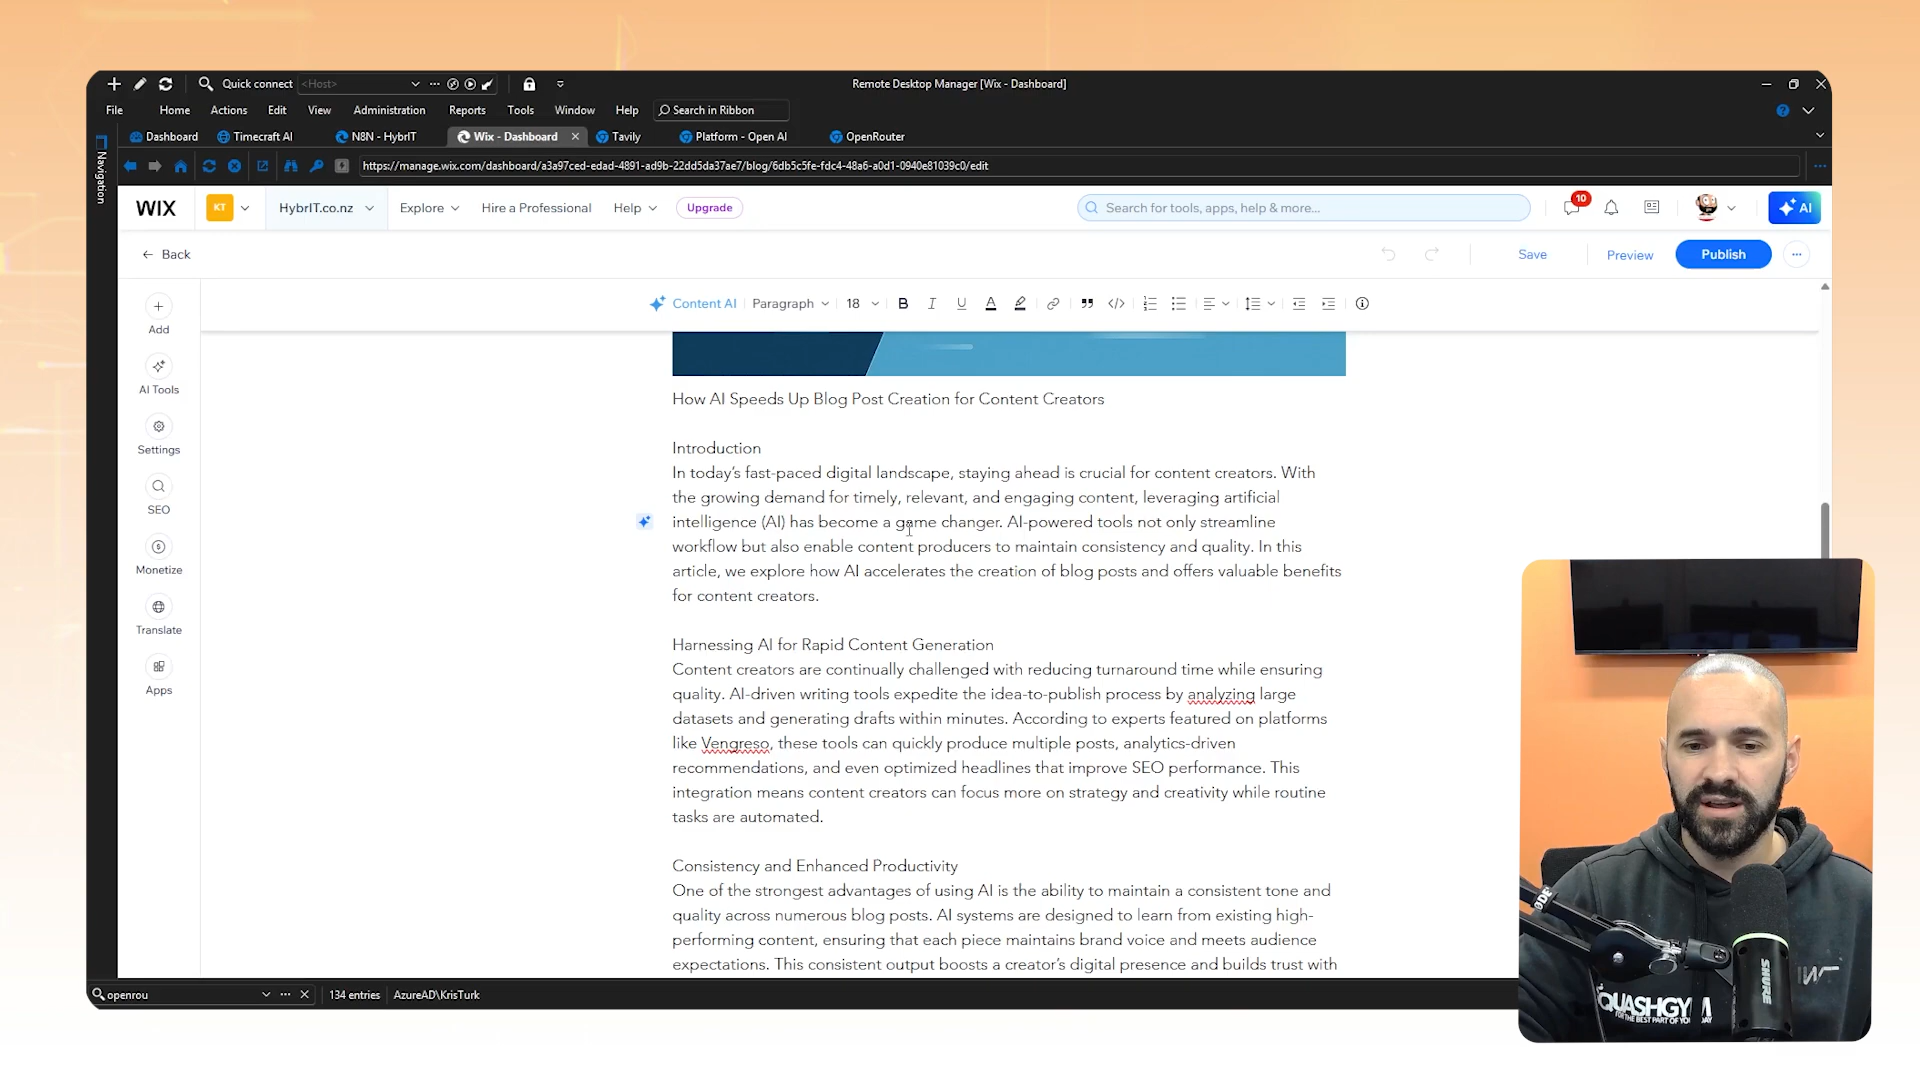 Quick connect <Host>
Remote Desktop Manager [Wix - Dashboard]
File Home Actions Edit View Administration Reports Tools Window Help Search in Ribbon
Navigation
Dashboard Timecraft AI N8N - HybrIT Wix - Dashboard Tavily Platform - Open AI OpenRouter
https://manage.wix.com/dashboard/a3a97ced-edad-4891-ad9b-22dd5da37ae7/blog/6db5c5fe-fdc4-48a6-a0d1-0940e81039c0/edit
WIX KT HybrIT.co.nz Explore Hire a Professional Help Upgrade Search for tools, apps, help & more... 10 AI
Back Save Preview Publish
Content AI Paragraph 18 B I U A
Add
AI Tools
Settings
SEO
Monetize
Translate
Apps
How AI Speeds Up Blog Post Creation for Content Creators
Introduction
In today's fast-paced digital landscape, staying ahead is crucial for content creators. With
the growing demand for timely, relevant, and engaging content, leveraging artificial
intelligence (AI) has become a game changer. AI-powered tools not only streamline
workflow but also enable content producers to maintain consistency and quality. In this
article, we explore how AI accelerates the creation of blog posts and offers valuable benefits
for content creators.
Harnessing AI for Rapid Content Generation
Content creators are continually challenged with reducing turnaround time while ensuring
quality. AI-driven writing tools expedite the idea-to-publish process by analyzing large
datasets and generating drafts within minutes. According to experts featured on platforms
like Vengreso, these tools can quickly produce multiple posts, analytics-driven
recommendations, and even optimized headlines that improve SEO performance. This
integration means content creators can focus more on strategy and creativity while routine
tasks are automated.
Consistency and Enhanced Productivity
One of the strongest advantages of using AI is the ability to maintain a consistent tone and
quality across numerous blog posts. AI systems are designed to learn from existing high-
performing content, ensuring that each piece maintains brand voice and meets audience
expectations. This consistent output boosts a creator's digital presence and builds trust with
openrou 134 entries AzureAD\KrisTurk
RØDE
SHURE
QUASHGYM